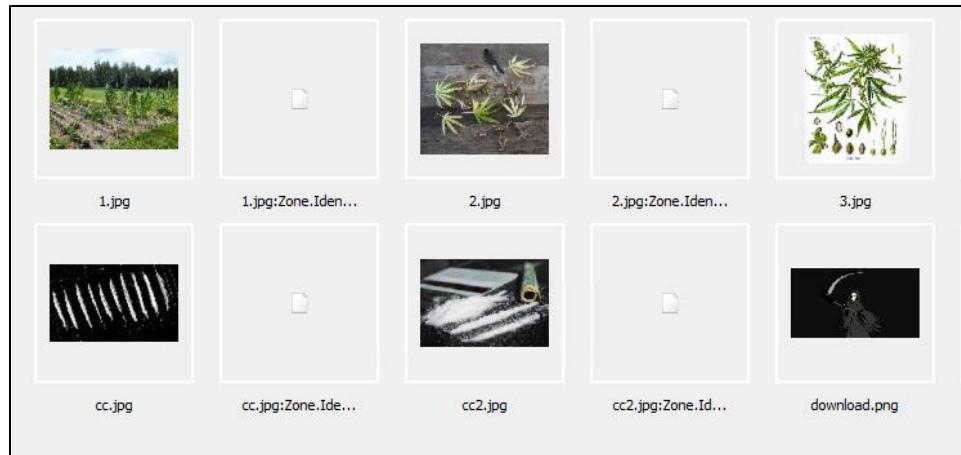 1.jpg
1.jpg:Zone.Iden...
2.jpg
2.jpg:Zone.Iden...
3.jpg
cc.jpg
cc.jpg:Zone.Ide...
cc2.jpg
cc2.jpg:Zone.Id...
download.png